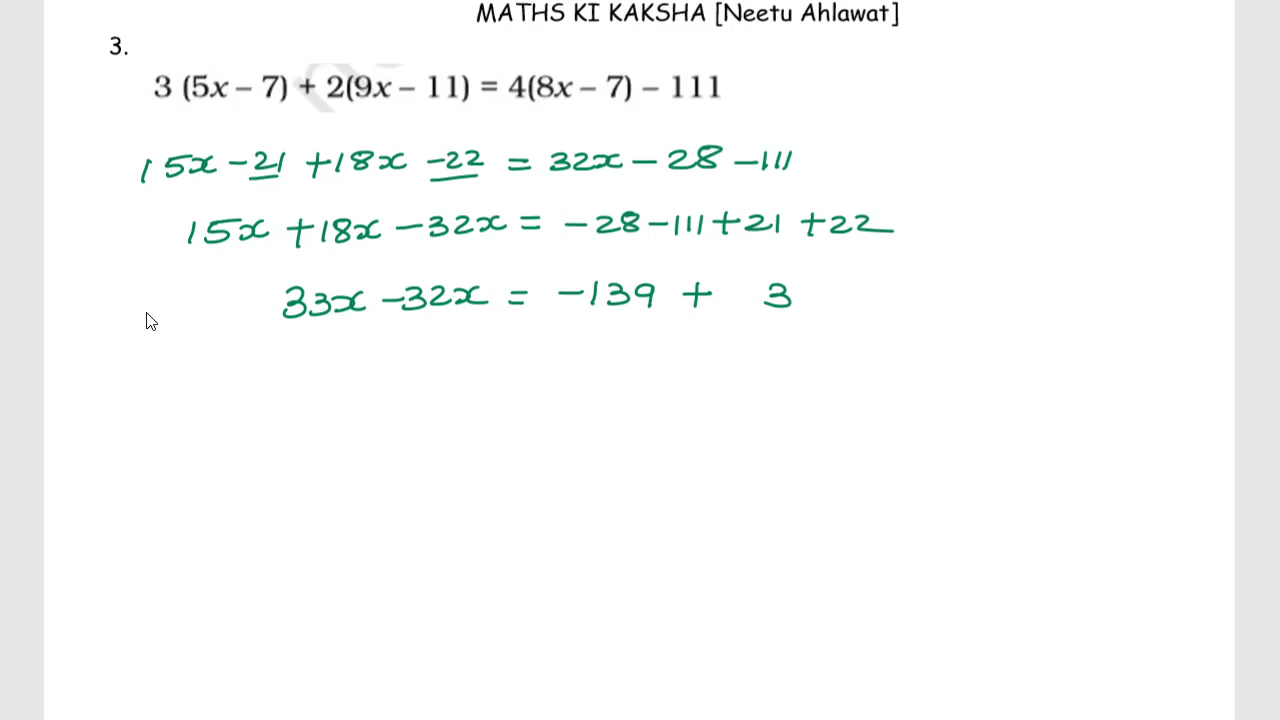 MATHS KI KAKSHA [Neetu Ahlawat]
3.
3 (5x – 7) + 2(9x – 11) = 4(8x – 7) – 111
15x -21 +18x -22 = 32x - 28 -111
15x +18x -32x = -28-111+21 +22
33x -32x = -139 + 3